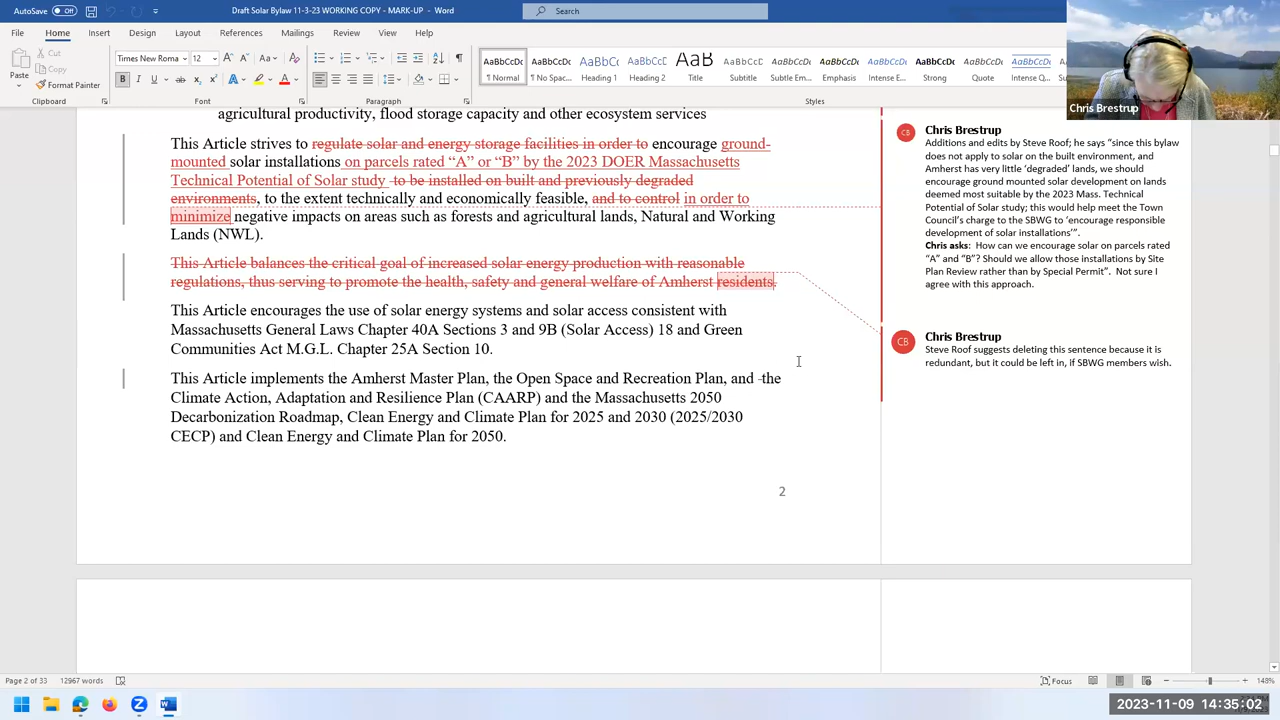 AutoSave Off
Draft Solar Bylaw 11-3-23 WORKING COPY - MARK-UP - Word
Search
File Home Insert Draw Design Layout References Mailings Review View Help
Paste
Cut
Copy
Format Painter
Times New Roma 12
Clipboard
Font
Paragraph
Styles
¶ Normal
¶ No Spac...
Heading 1
Heading 2
Title
Subtitle
Subtle Em...
Emphasis
Intense E...
Strong
Quote
Intense Q...
Chris Brestrup
agricultural productivity, flood storage capacity and other ecosystem services
This Article strives to regulate solar and energy storage facilities in order to encourage ground-
mounted solar installations on parcels rated “A” or “B” by the 2023 DOER Massachusetts
Technical Potential of Solar study to be installed on built and previously degraded
environments, to the extent technically and economically feasible, and to control in order to
minimize negative impacts on areas such as forests and agricultural lands, Natural and Working
Lands (NWL).
This Article balances the critical goal of increased solar energy production with reasonable
regulations, thus serving to promote the health, safety and general welfare of Amherst residents.
This Article encourages the use of solar energy systems and solar access consistent with
Massachusetts General Laws Chapter 40A Sections 3 and 9B (Solar Access) 18 and Green
Communities Act M.G.L. Chapter 25A Section 10.
This Article implements the Amherst Master Plan, the Open Space and Recreation Plan, and -the
Climate Action, Adaptation and Resilience Plan (CAARP) and the Massachusetts 2050
Decarbonization Roadmap, Clean Energy and Climate Plan for 2025 and 2030 (2025/2030
CECP) and Clean Energy and Climate Plan for 2050.
2
CB
Chris Brestrup
Additions and edits by Steve Roof; he says “since this bylaw
does not apply to solar on the built environment, and
Amherst has very little ‘degraded’ lands, we should
encourage ground mounted solar development on lands
deemed most suitable by the 2023 Mass. Technical
Potential of Solar study; this would help meet the Town
Council’s charge to the SBWG to ‘encourage responsible
development of solar installations’”.
Chris asks: How can we encourage solar on parcels rated
“A” and “B”? Should we allow those installations by Site
Plan Review rather than by Special Permit”. Not sure I
agree with this approach.
CB
Chris Brestrup
Steve Roof suggests deleting this sentence because it is
redundant, but it could be left in, if SBWG members wish.
Page 2 of 33 12967 words
Focus
148%
2023-11-09 14:35:02